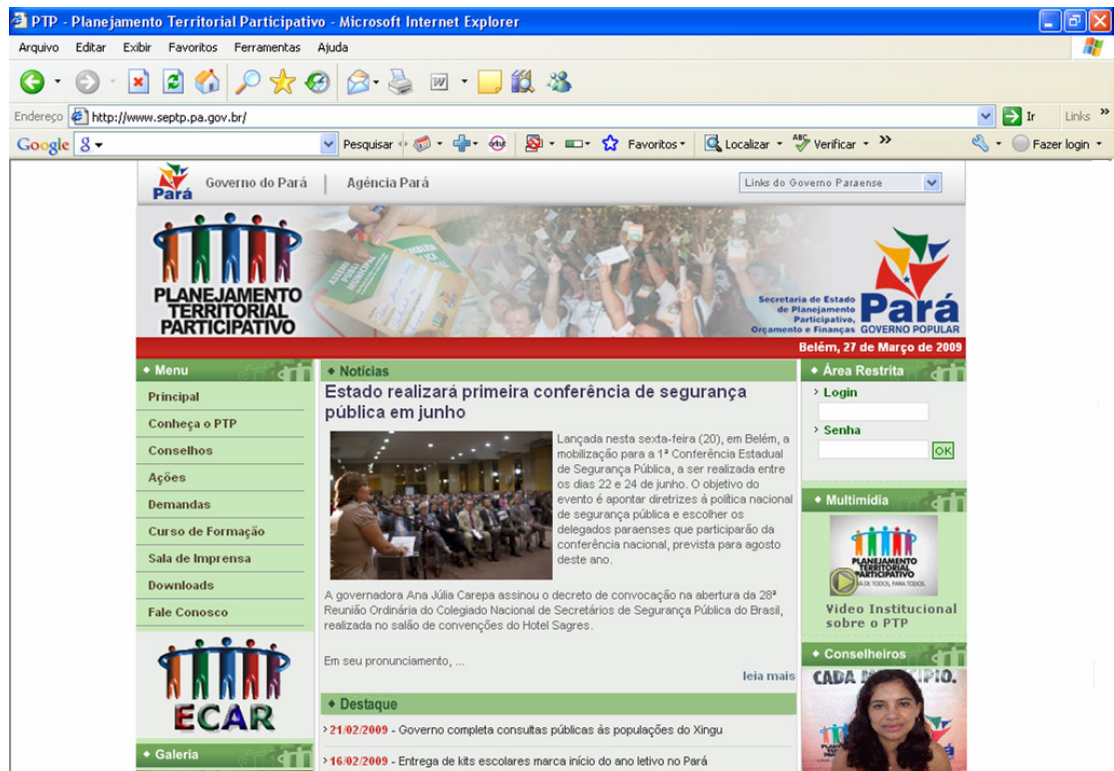 PTP - Planejamento Territorial Participativo - Microsoft Internet Explorer
Arquivo Editar Exibir Favoritos Ferramentas Ajuda
Endereço http://www.septp.pa.gov.br/ Ir Links »
Google Pesquisar Favoritos Localizar Verificar » Fazer login
Pará Governo do Pará | Agência Pará Links do Governo Paraense
PLANEJAMENTO
TERRITORIAL
PARTICIPATIVO
Secretaria de Estado
de Planejamento
Participativo,
Orçamento e Finanças
Pará
GOVERNO POPULAR
Belém, 27 de Março de 2009
Menu
Principal
Conheça o PTP
Conselhos
Ações
Demandas
Curso de Formação
Sala de Imprensa
Downloads
Fale Conosco
ECAR
Galeria
Notícias
Estado realizará primeira conferência de segurança
pública em junho
Lançada nesta sexta-feira (20), em Belém, a
mobilização para a 1ª Conferência Estadual
de Segurança Pública, a ser realizada entre
os dias 22 e 24 de junho. O objetivo do
evento é apontar diretrizes à política nacional
de segurança pública e escolher os
delegados paraenses que participarão da
conferência nacional, prevista para agosto
deste ano.
A governadora Ana Júlia Carepa assinou o decreto de convocação na abertura da 28ª
Reunião Ordinária do Colegiado Nacional de Secretários de Segurança Pública do Brasil,
realizada no salão de convenções do Hotel Sagres.
Em seu pronunciamento, ...
leia mais
Destaque
21/02/2009 - Governo completa consultas públicas às populações do Xingu
16/02/2009 - Entrega de kits escolares marca início do ano letivo no Pará
Área Restrita
Login
Senha
OK
Multimídia
PLANEJAMENTO
TERRITORIAL
PARTICIPATIVO
DE TODOS, PARA TODOS.
Video Institucional
sobre o PTP
Conselheiros
CADA